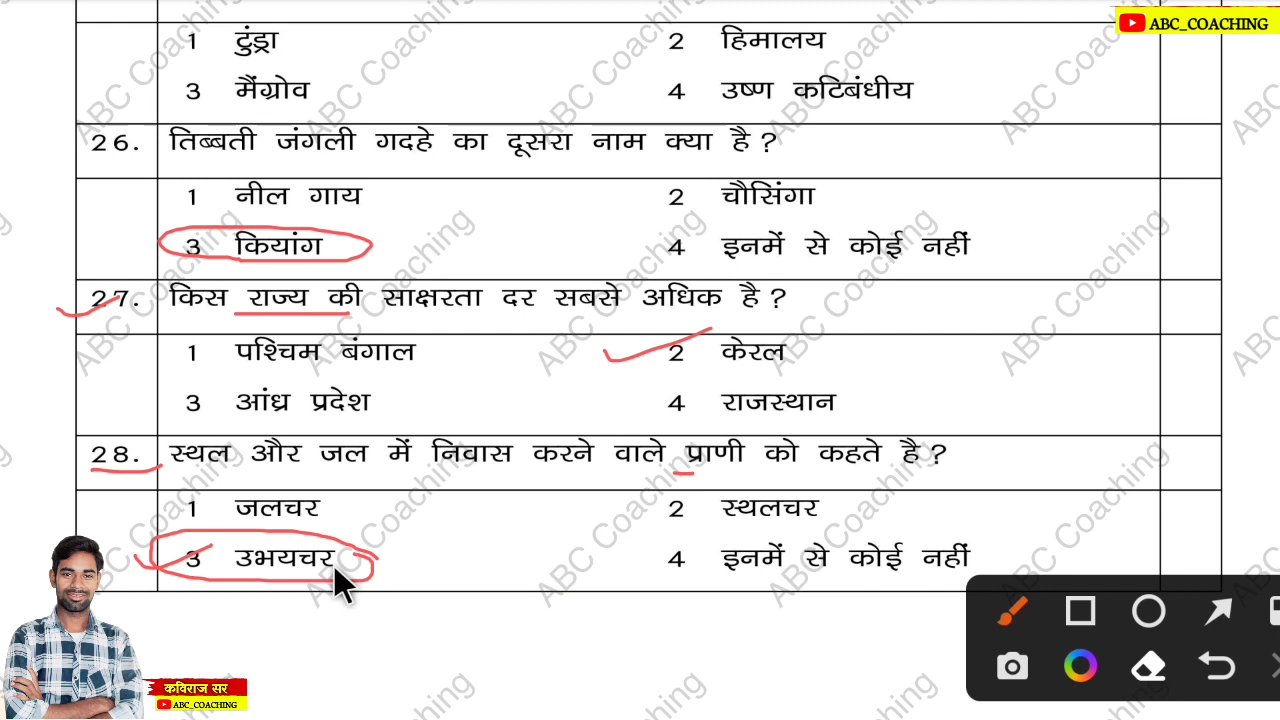 ABC_COACHING
1 टुंड्रा 2 हिमालय
3 मैंग्रोव 4 उष्ण कटिबंधीय
26. तिब्बती जंगली गदहे का दूसरा नाम क्या है ?
1 नील गाय 2 चौसिंगा
3 कियांग 4 इनमें से कोई नहीं
27. किस राज्य की साक्षरता दर सबसे अधिक है ?
1 पश्चिम बंगाल 2 केरल
3 आंध्र प्रदेश 4 राजस्थान
28. स्थल और जल में निवास करने वाले प्राणी को कहते है ?
1 जलचर 2 स्थलचर
3 उभयचर 4 इनमें से कोई नहीं
कविराज सर
ABC_COACHING
ABC Coaching